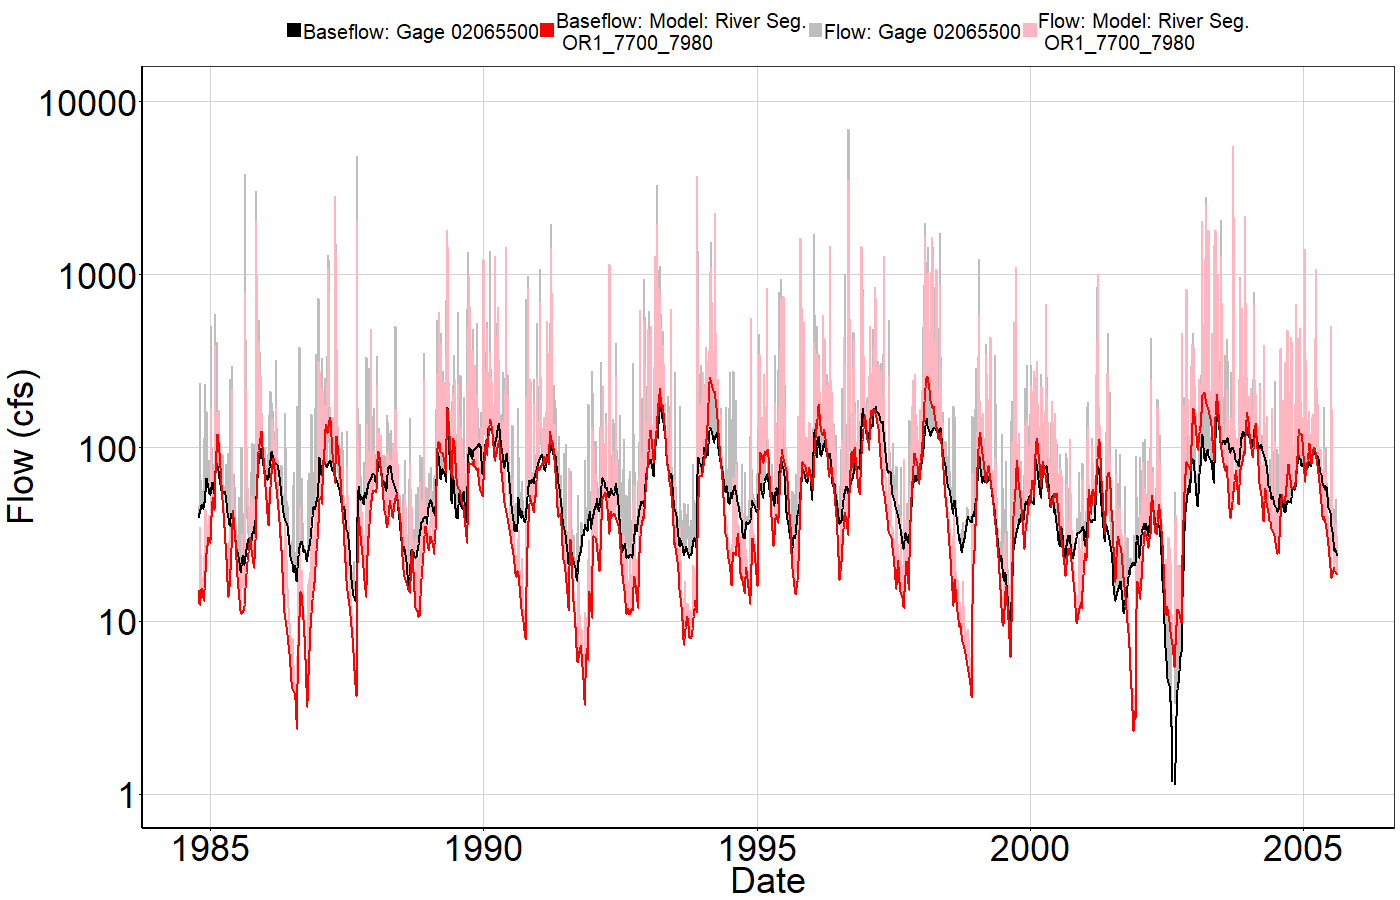 Baseflow: Gage 02065500 Baseflow: Model: River Seg. Flow: Gage 02065500 Flow: Model: River Seg.
OR1_7700_7980 OR1_7700_7980
10000
1000
100
10
1
Flow (cfs)
1985 1990 1995 2000 2005
Date